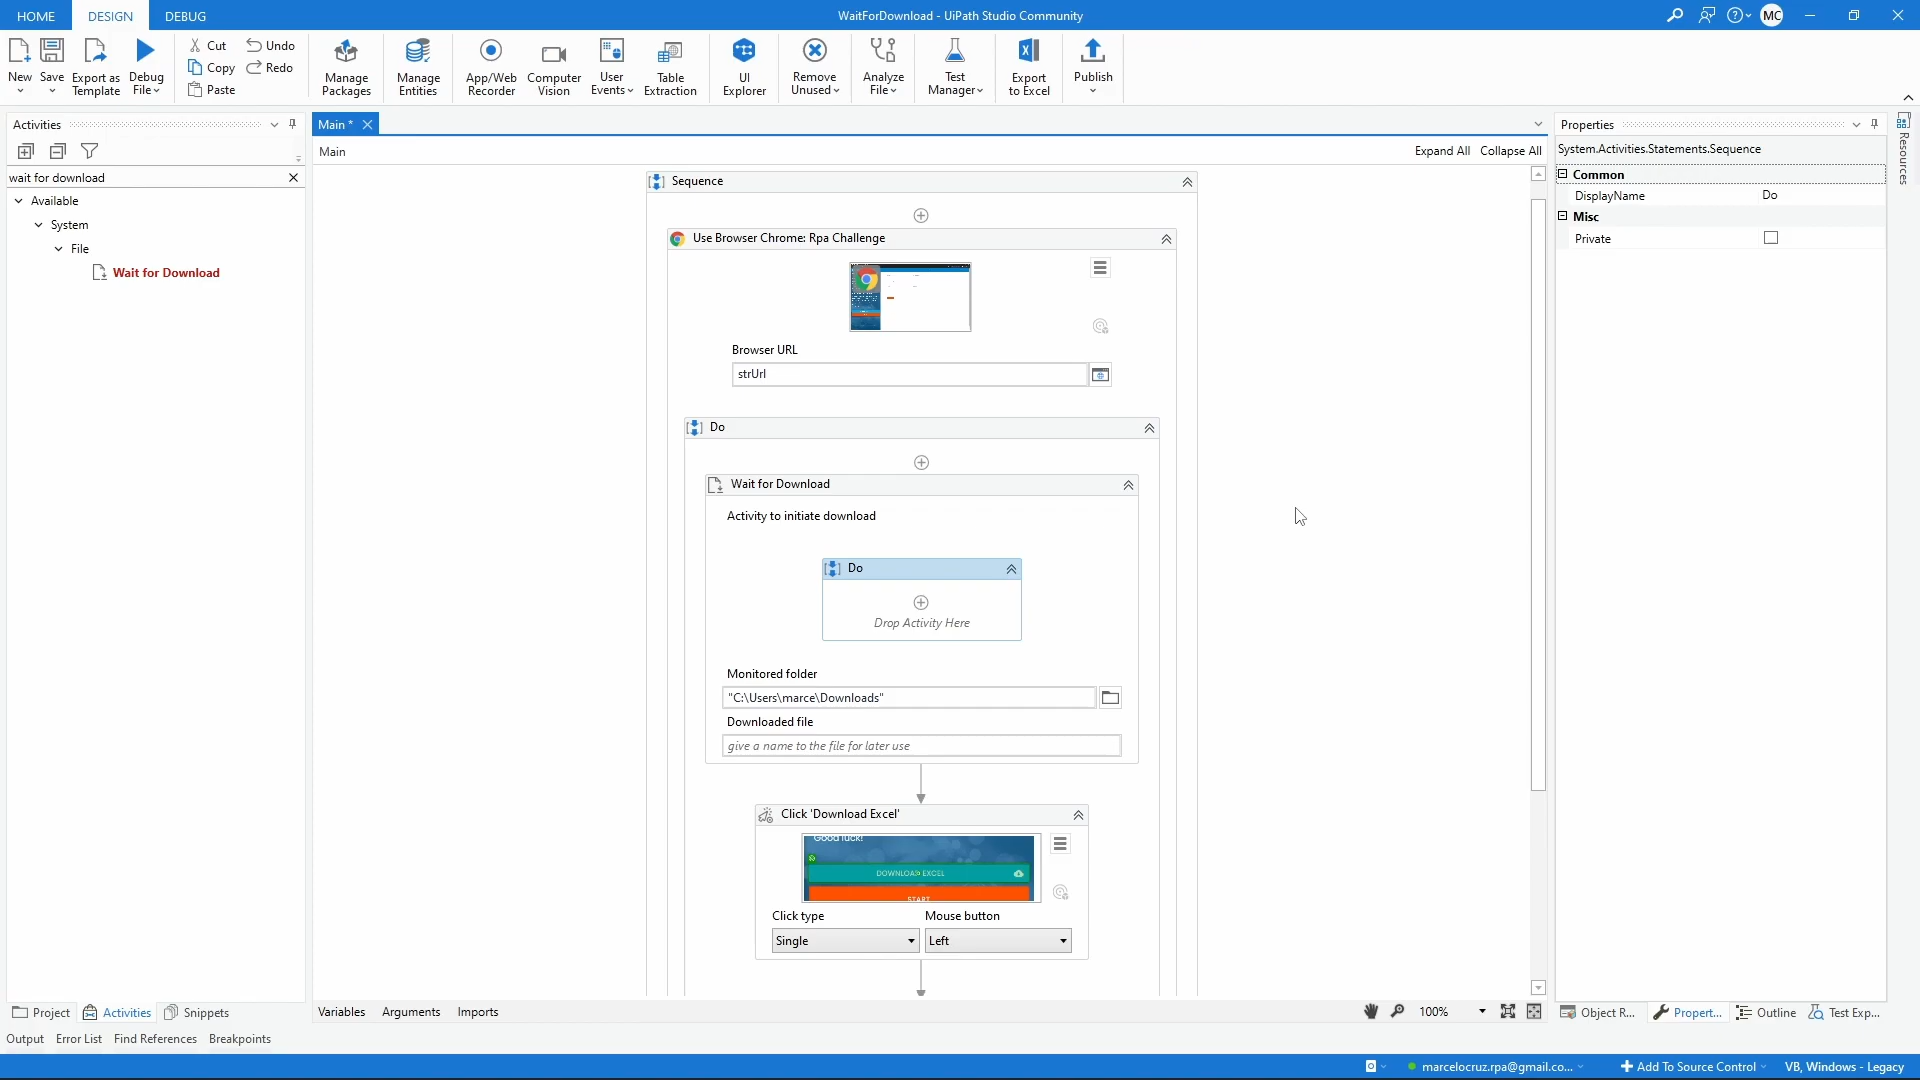 HOME
DESIGN
DEBUG
WaitForDownload - UiPath Studio Community
MC
New
Save
Export as Template
Debug File
Cut
Copy
Paste
Undo
Redo
Manage Packages
Manage Entities
App/Web Recorder
Computer Vision
User Events
Table Extraction
UI Explorer
Remove Unused
Analyze File
Test Manager
Export to Excel
Publish
Activities
wait for download
Available
System
File
Wait for Download
Main *
Main
Expand All
Collapse All
Sequence
Use Browser Chrome: Rpa Challenge
Browser URL
strUrl
Do
Wait for Download
Activity to initiate download
Do
Drop Activity Here
Monitored folder
"C:\Users\marce\Downloads"
Downloaded file
give a name to the file for later use
Click 'Download Excel'
Good luck!
DOWNLOAD EXCEL
START
Click type
Mouse button
Single
Left
Properties
System.Activities.Statements.Sequence
Common
DisplayName
Do
Misc
Private
Resources
Project
Activities
Snippets
Variables
Arguments
Imports
100%
Object R...
Propert...
Outline
Test Exp...
Output
Error List
Find References
Breakpoints
marcelocruz.rpa@gmail.co...
Add To Source Control
VB, Windows - Legacy